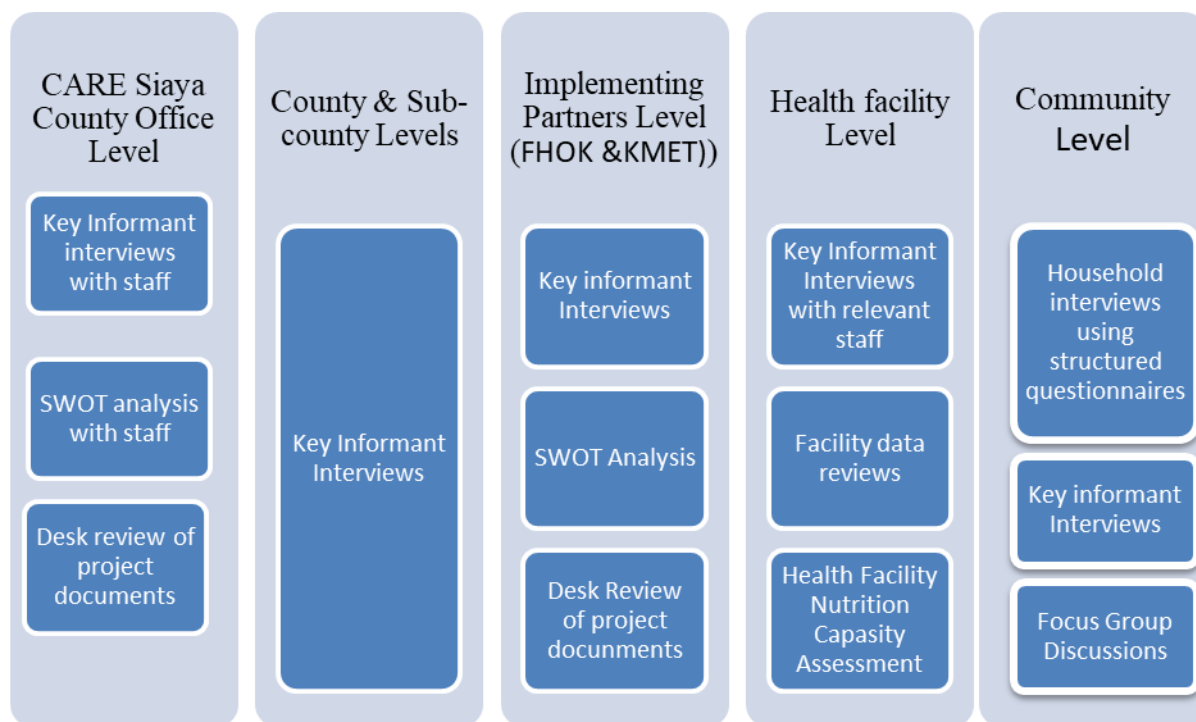 CARE Siaya
County Office
Level
Key Informant
interviews
with staff
SWOT analysis
with staff
Desk review of
project
documents
County & Sub-
county Levels
Key Informant
Interviews
Implementing
Partners Level
(FHOK &KMET))
Key informant
Interviews
SWOT Analysis
Desk Review
of project
docunments
Health facility
Level
Key Informant
Interviews
with relevant
staff
Facility data
reviews
Health Facility
Nutrition
Capasity
Assessment
Community
Level
Household
interviews
using
structured
questionnaires
Key informant
Interviews
Focus Group
Discussions